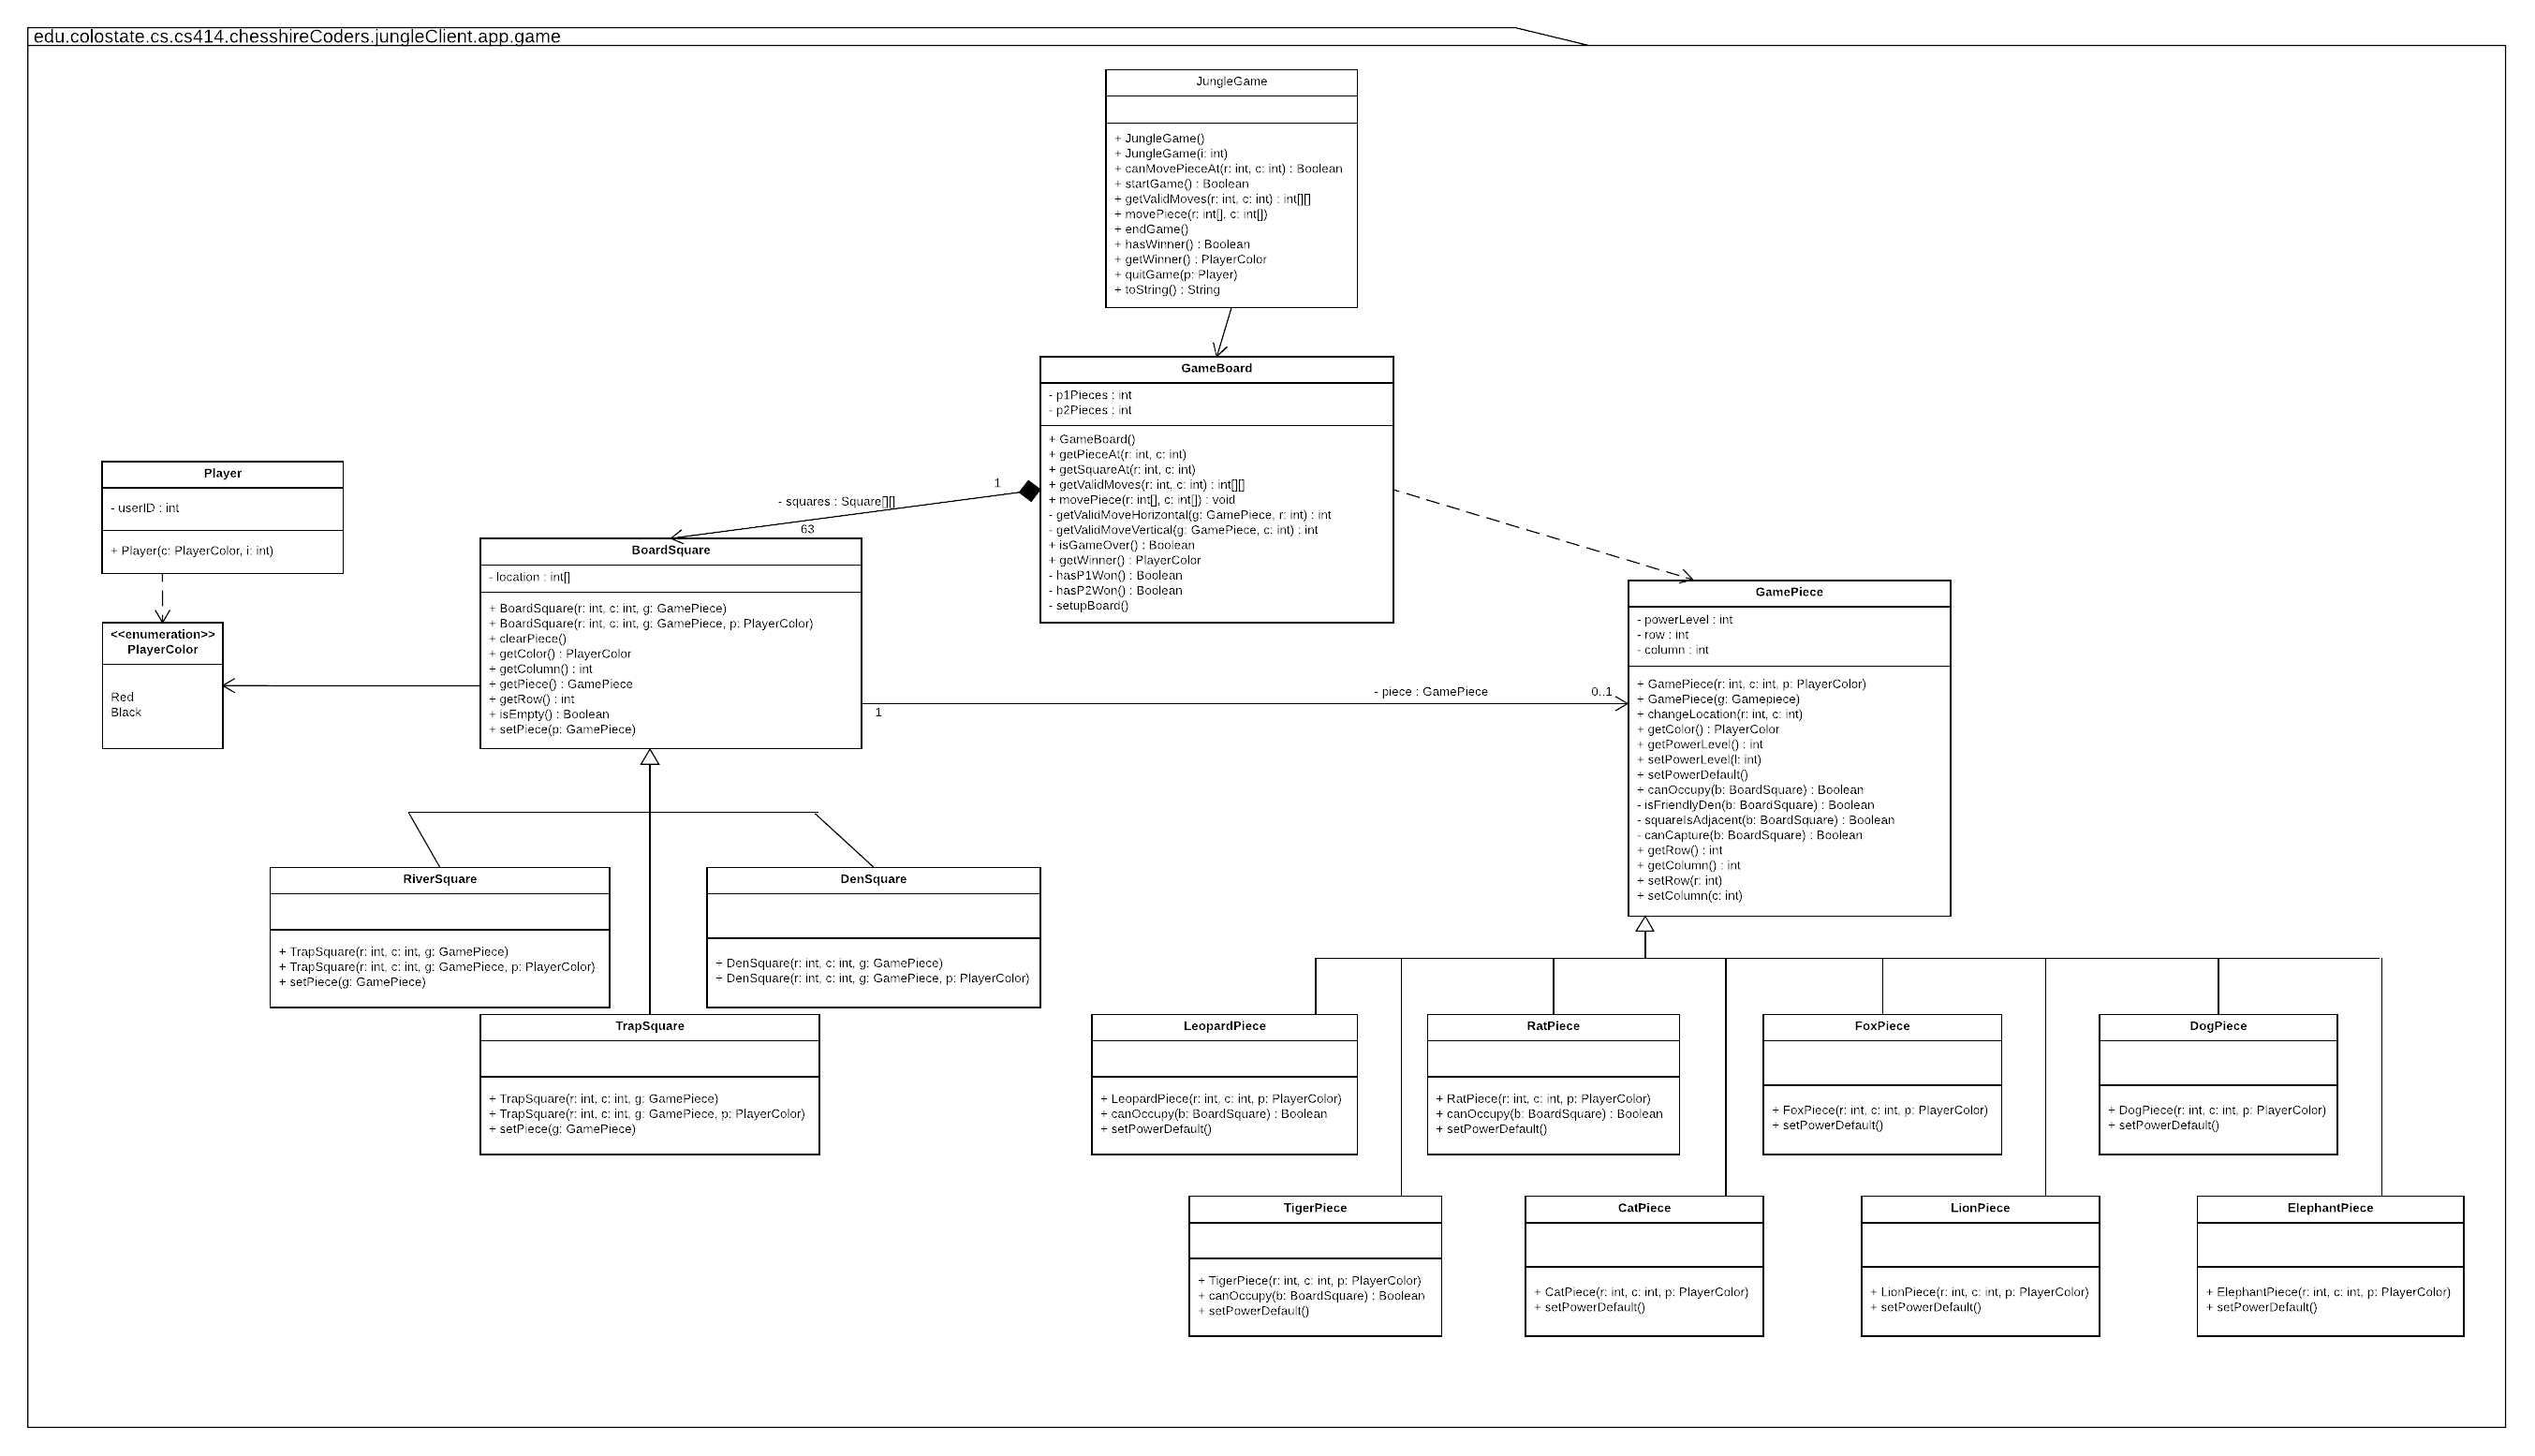 edu.colostate.cs.cs414.chesshireCoders.jungleClient.app.game
JungleGame
+ JungleGame()
+ JungleGame(i: int)
+ canMovePieceAt(r: int, c: int) : Boolean
+ startGame() : Boolean
+ getValidMoves(r: int, c: int) : int[][]
+ movePiece(r: int[], c: int[])
+ endGame()
+ hasWinner() : Boolean
+ getWinner() : PlayerColor
+ quitGame(p: Player)
+ toString() : String
GameBoard
- p1Pieces : int
- p2Pieces : int
+ GameBoard()
+ getPieceAt(r: int, c: int)
+ getSquareAt(r: int, c: int)
+ getValidMoves(r: int, c: int) : int[][]
+ movePiece(r: int[], c: int[]) : void
- getValidMoveHorizontal(g: GamePiece, r: int) : int
- getValidMoveVertical(g: GamePiece, c: int) : int
+ isGameOver() : Boolean
+ getWinner() : PlayerColor
- hasP1Won() : Boolean
- hasP2Won() : Boolean
- setupBoard()
Player
- userID : int
+ Player(c: PlayerColor, i: int)
1
- squares : Square[][]
63
<<enumeration>>
PlayerColor
Red
Black
BoardSquare
- location : int[]
+ BoardSquare(r: int, c: int, g: GamePiece)
+ BoardSquare(r: int, c: int, g: GamePiece, p: PlayerColor)
+ clearPiece()
+ getColor() : PlayerColor
+ getColumn() : int
+ getPiece() : GamePiece
+ getRow() : int
+ isEmpty() : Boolean
+ setPiece(p: GamePiece)
1
- piece : GamePiece
0..1
GamePiece
- powerLevel : int
- row : int
- column : int
+ GamePiece(r: int, c: int, p: PlayerColor)
+ GamePiece(g: Gamepiece)
+ changeLocation(r: int, c: int)
+ getColor() : PlayerColor
+ getPowerLevel() : int
+ setPowerLevel(l: int)
+ setPowerDefault()
+ canOccupy(b: BoardSquare) : Boolean
- isFriendlyDen(b: BoardSquare) : Boolean
- squareIsAdjacent(b: BoardSquare) : Boolean
- canCapture(b: BoardSquare) : Boolean
+ getRow() : int
+ getColumn() : int
+ setRow(r: int)
+ setColumn(c: int)
RiverSquare
+ TrapSquare(r: int, c: int, g: GamePiece)
+ TrapSquare(r: int, c: int, g: GamePiece, p: PlayerColor)
+ setPiece(g: GamePiece)
DenSquare
+ DenSquare(r: int, c: int, g: GamePiece)
+ DenSquare(r: int, c: int, g: GamePiece, p: PlayerColor)
TrapSquare
+ TrapSquare(r: int, c: int, g: GamePiece)
+ TrapSquare(r: int, c: int, g: GamePiece, p: PlayerColor)
+ setPiece(g: GamePiece)
LeopardPiece
+ LeopardPiece(r: int, c: int, p: PlayerColor)
+ canOccupy(b: BoardSquare) : Boolean
+ setPowerDefault()
RatPiece
+ RatPiece(r: int, c: int, p: PlayerColor)
+ canOccupy(b: BoardSquare) : Boolean
+ setPowerDefault()
FoxPiece
+ FoxPiece(r: int, c: int, p: PlayerColor)
+ setPowerDefault()
DogPiece
+ DogPiece(r: int, c: int, p: PlayerColor)
+ setPowerDefault()
TigerPiece
+ TigerPiece(r: int, c: int, p: PlayerColor)
+ canOccupy(b: BoardSquare) : Boolean
+ setPowerDefault()
CatPiece
+ CatPiece(r: int, c: int, p: PlayerColor)
+ setPowerDefault()
LionPiece
+ LionPiece(r: int, c: int, p: PlayerColor)
+ setPowerDefault()
ElephantPiece
+ ElephantPiece(r: int, c: int, p: PlayerColor)
+ setPowerDefault()